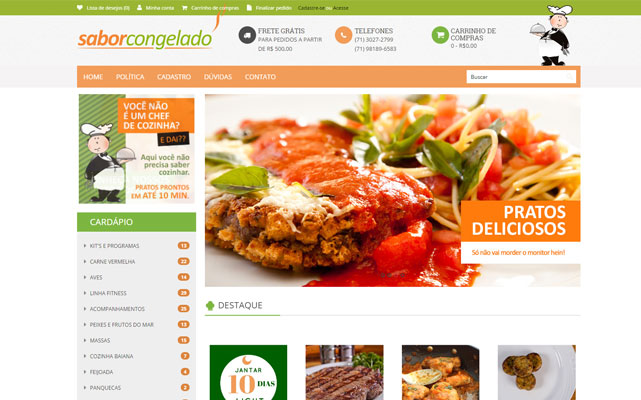 Lista de desejos (0) Minha conta Carrinho de compras Finalizar pedido Cadastre-se ou Acesse
saborcongelado
FRETE GRATIS
PARA PEDIDOS A PARTIR
DE R$ 500,00
TELEFONES
(71) 3027-2799
(71) 98189-6583
CARRINHO DE
COMPRAS
0 - R$0,00
HOME POLÍTICA CADASTRO DÚVIDAS CONTATO
Buscar
VOCÊ NÃO
É UM CHEF
DE COZINHA?
E DAI??
Aqui você não
precisa saber
cozinhar.
PRATOS PRONTOS
EM ATÉ 10 MIN.
PRATOS
DELICIOSOS
Só não vai morder o monitor hein!
CARDÁPIO
KIT'S E PROGRAMAS 13
CARNE VERMELHA 22
AVES 14
LINHA FITNESS
ACOMPANHAMENTOS
PEIXES E FRUTOS DO MAR 13
MASSAS 16
COZINHA BAIANA 7
FEIJOADA 4
PANQUECAS 2
DESTAQUE
JANTAR
10 DIAS
LIGHT